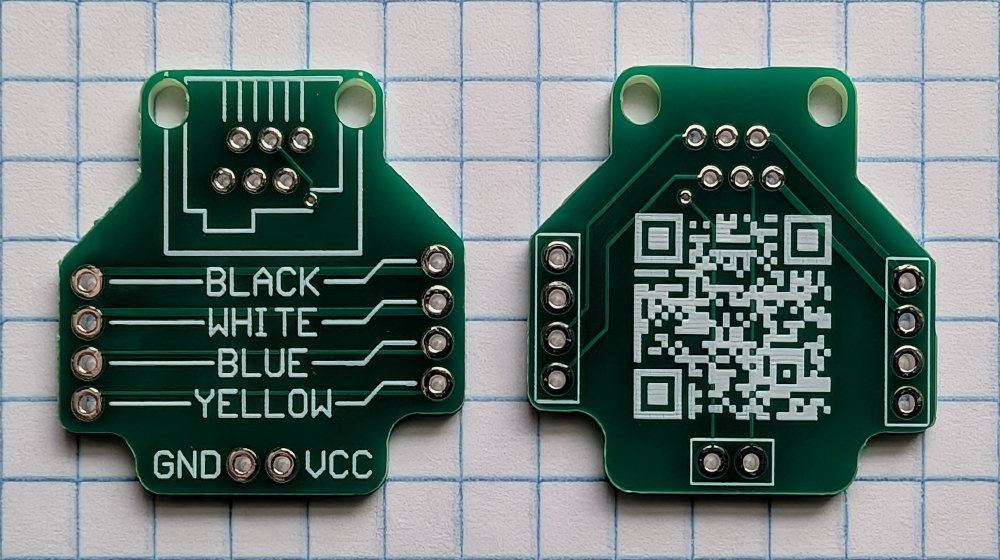 BLACK
WHITE
BLUE
YELLOW
GND VCC